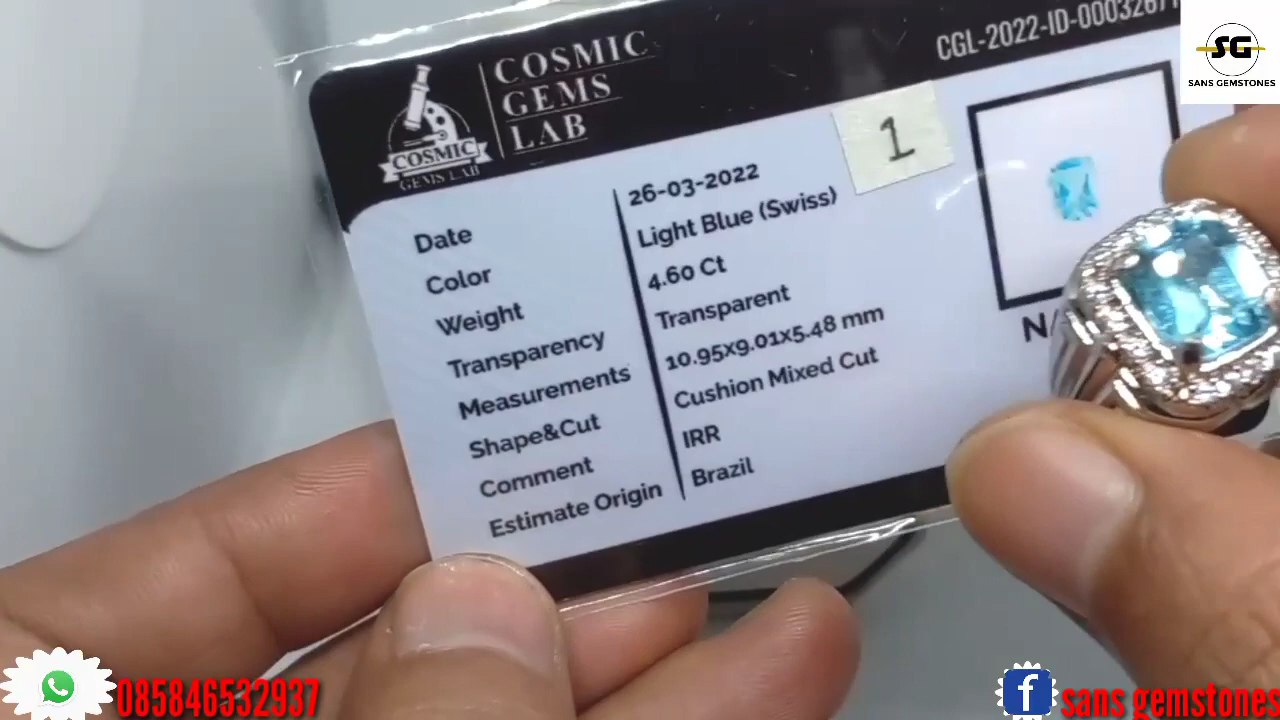 COSMIC
GEMS
LAB
COSMIC
GEMS LAB
1
SG
SANS GEMSTONES
Date 26-03-2022
Color Light Blue (Swiss)
Weight 4.60 Ct
Transparency Transparent
Measurements 10.95x9.01x5.48 mm
Shape&Cut Cushion Mixed Cut
Comment IRR
Estimate Origin Brazil
085846532937
f sans gemstones